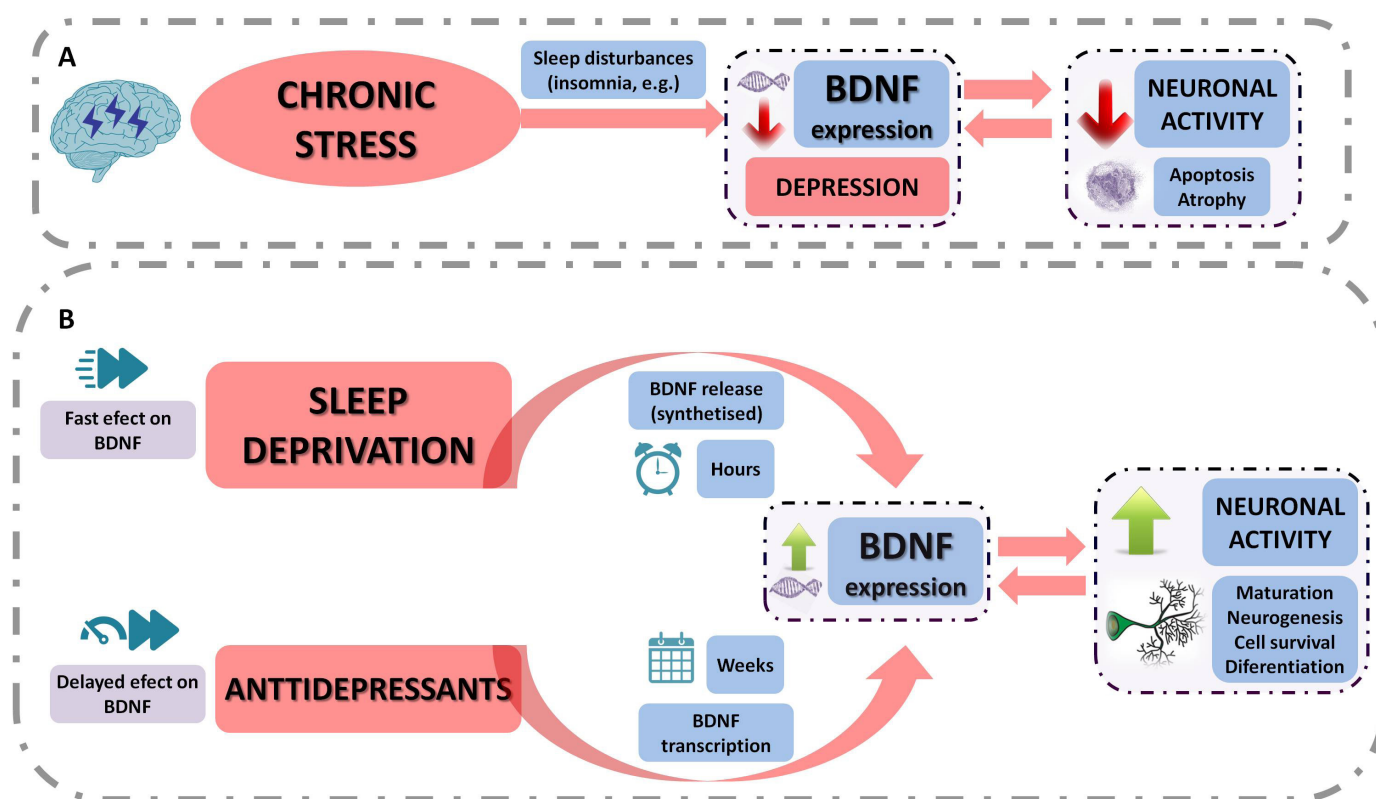 A
CHRONIC
STRESS
Sleep disturbances
(insomnia, e.g.)
BDNF
expression
DEPRESSION
NEURONAL
ACTIVITY
Apoptosis
Atrophy
B
Fast efect on
BDNF
SLEEP
DEPRIVATION
BDNF release
(synthetised)
Hours
BDNF
expression
NEURONAL
ACTIVITY
Maturation
Neurogenesis
Cell survival
Diferentiation
Delayed efect on
BDNF
ANTTIDEPRESSANTS
Weeks
BDNF
transcription